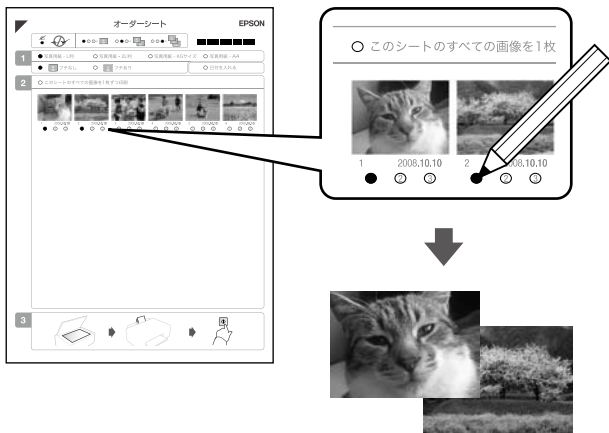 オーダーシート
EPSON
1
写真用紙・L判
写真用紙・2L判
写真用紙・KGサイズ
写真用紙・A4
フチなし
フチあり
日付を入れる
2
このシートのすべての画像を1枚ずつ印刷
3
このシートのすべての画像を1枚
1 2008.10.10 2 2008.10.10
② ③ ② ③